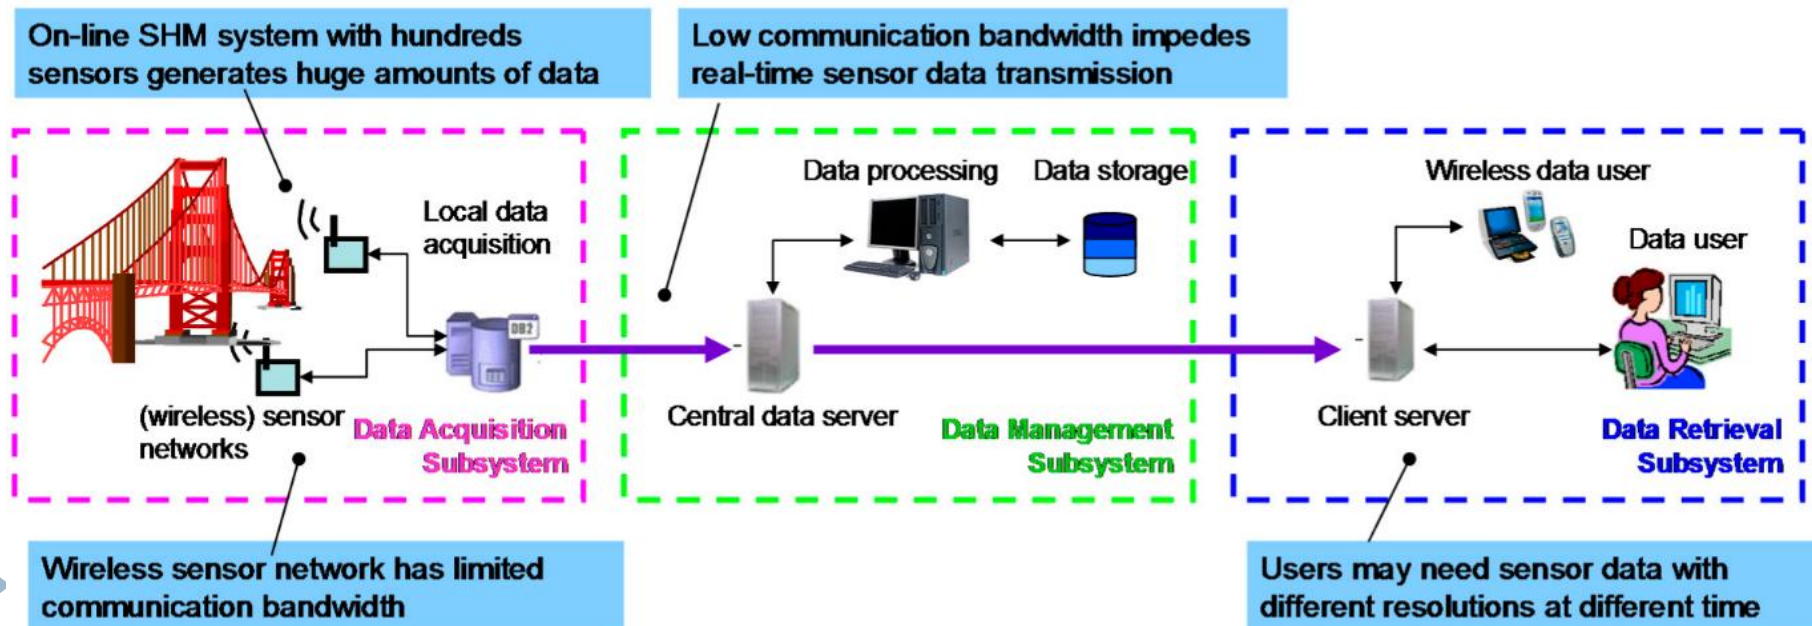 On-line SHM system with hundreds
sensors generates huge amounts of data
Low communication bandwidth impedes
real-time sensor data transmission
Local data
acquisition
DB2
(wireless) sensor
networks
Data Acquisition
Subsystem
Data processing
Data storage
Central data server
Data Management
Subsystem
Wireless data user
Data user
Client server
Data Retrieval
Subsystem
Wireless sensor network has limited
communication bandwidth
Users may need sensor data with
different resolutions at different time